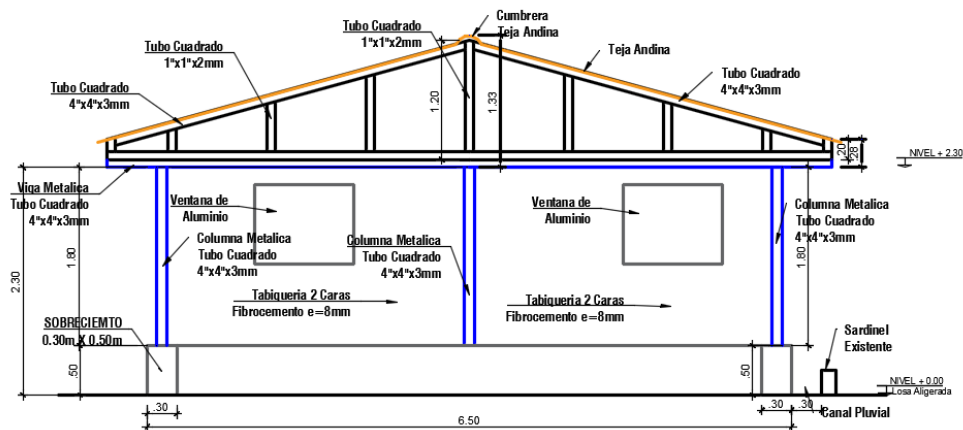 Cumbrera
Teja Andina
Tubo Cuadrado
1"x1"x2mm
Tubo Cuadrado
1"x1"x2mm
Teja Andina
Tubo Cuadrado
4"x4"x3mm
Tubo Cuadrado
4"x4"x3mm
1.20
1.33
.20
.28
NIVEL + 2.30
Viga Metalica
Tubo Cuadrado
4"x4"x3mm
Ventana de
Aluminio
Ventana de
Aluminio
Columna Metalica
Tubo Cuadrado
4"x4"x3mm
Columna Metalica
Tubo Cuadrado
4"x4"x3mm
Columna Metalica
Tubo Cuadrado
4"x4"x3mm
2.30
1.80
1.80
Tabiqueria 2 Caras
Fibrocemento e=8mm
Tabiqueria 2 Caras
Fibrocemento e=8mm
SOBRECIEMTO
0.30m X 0.50m
Sardinel
Existente
.50
.50
NIVEL + 0.00
Losa Aligerada
.30
6.50
.30
.30
Canal Pluvial